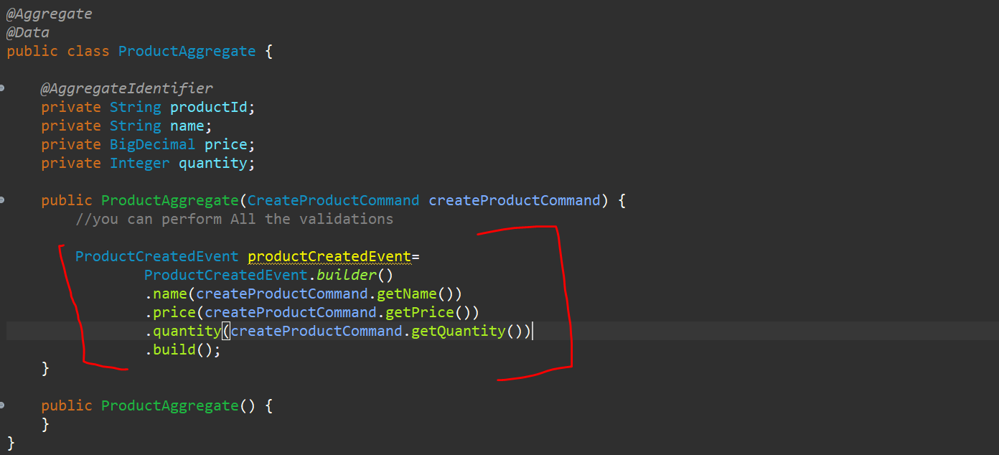 @Aggregate
@Data
public class ProductAggregate {
@AggregateIdentifier
private String productId;
private String name;
private BigDecimal price;
private Integer quantity;
public ProductAggregate(CreateProductCommand createProductCommand) {
//you can perform All the validations
ProductCreatedEvent productCreatedEvent=
ProductCreatedEvent.builder()
.name(createProductCommand.getName())
.price(createProductCommand.getPrice())
.quantity(createProductCommand.getQuantity())
.build();
}
public ProductAggregate() {
}
}